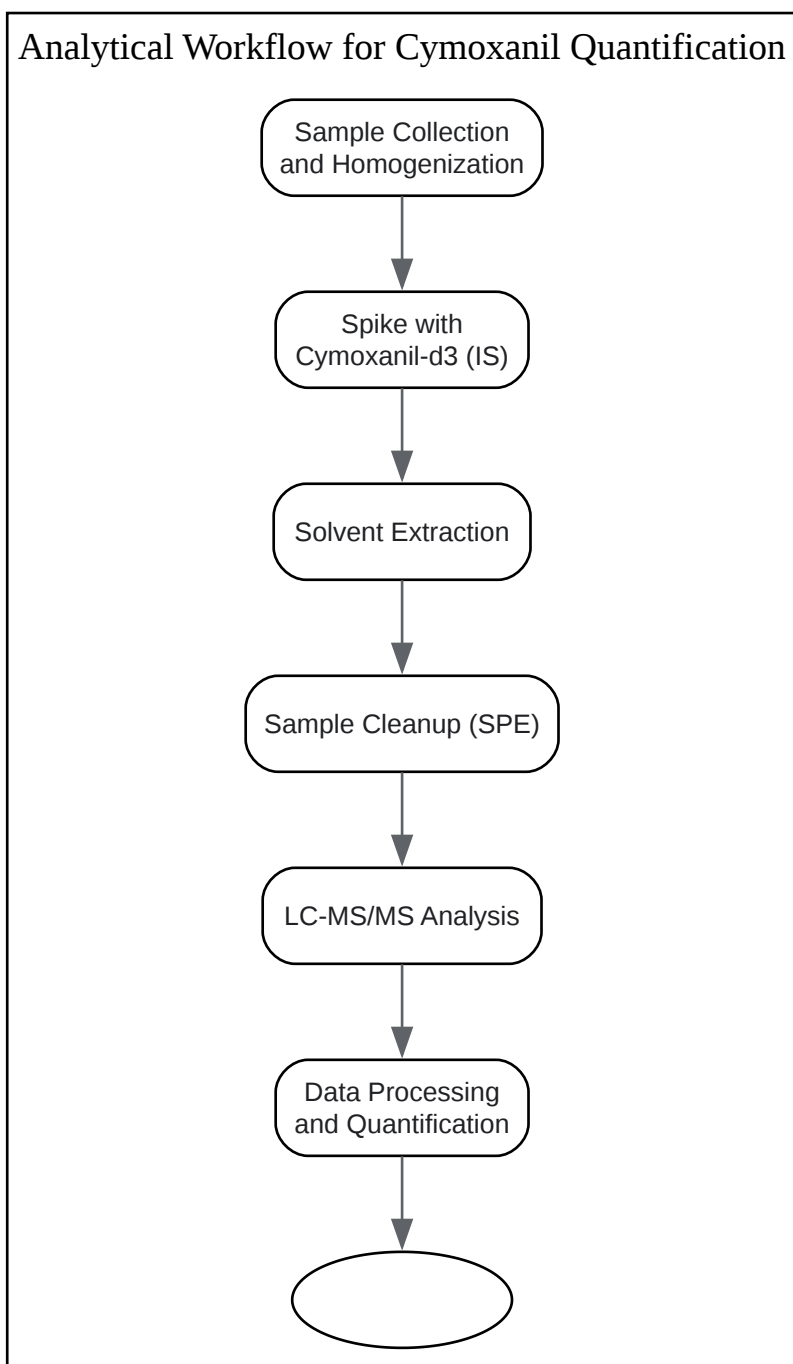 Analytical Workflow for Cymoxanil Quantification
Sample Collection
and Homogenization
Spike with
Cymoxanil-d3 (IS)
Solvent Extraction
Sample Cleanup (SPE)
LC-MS/MS Analysis
Data Processing
and Quantification